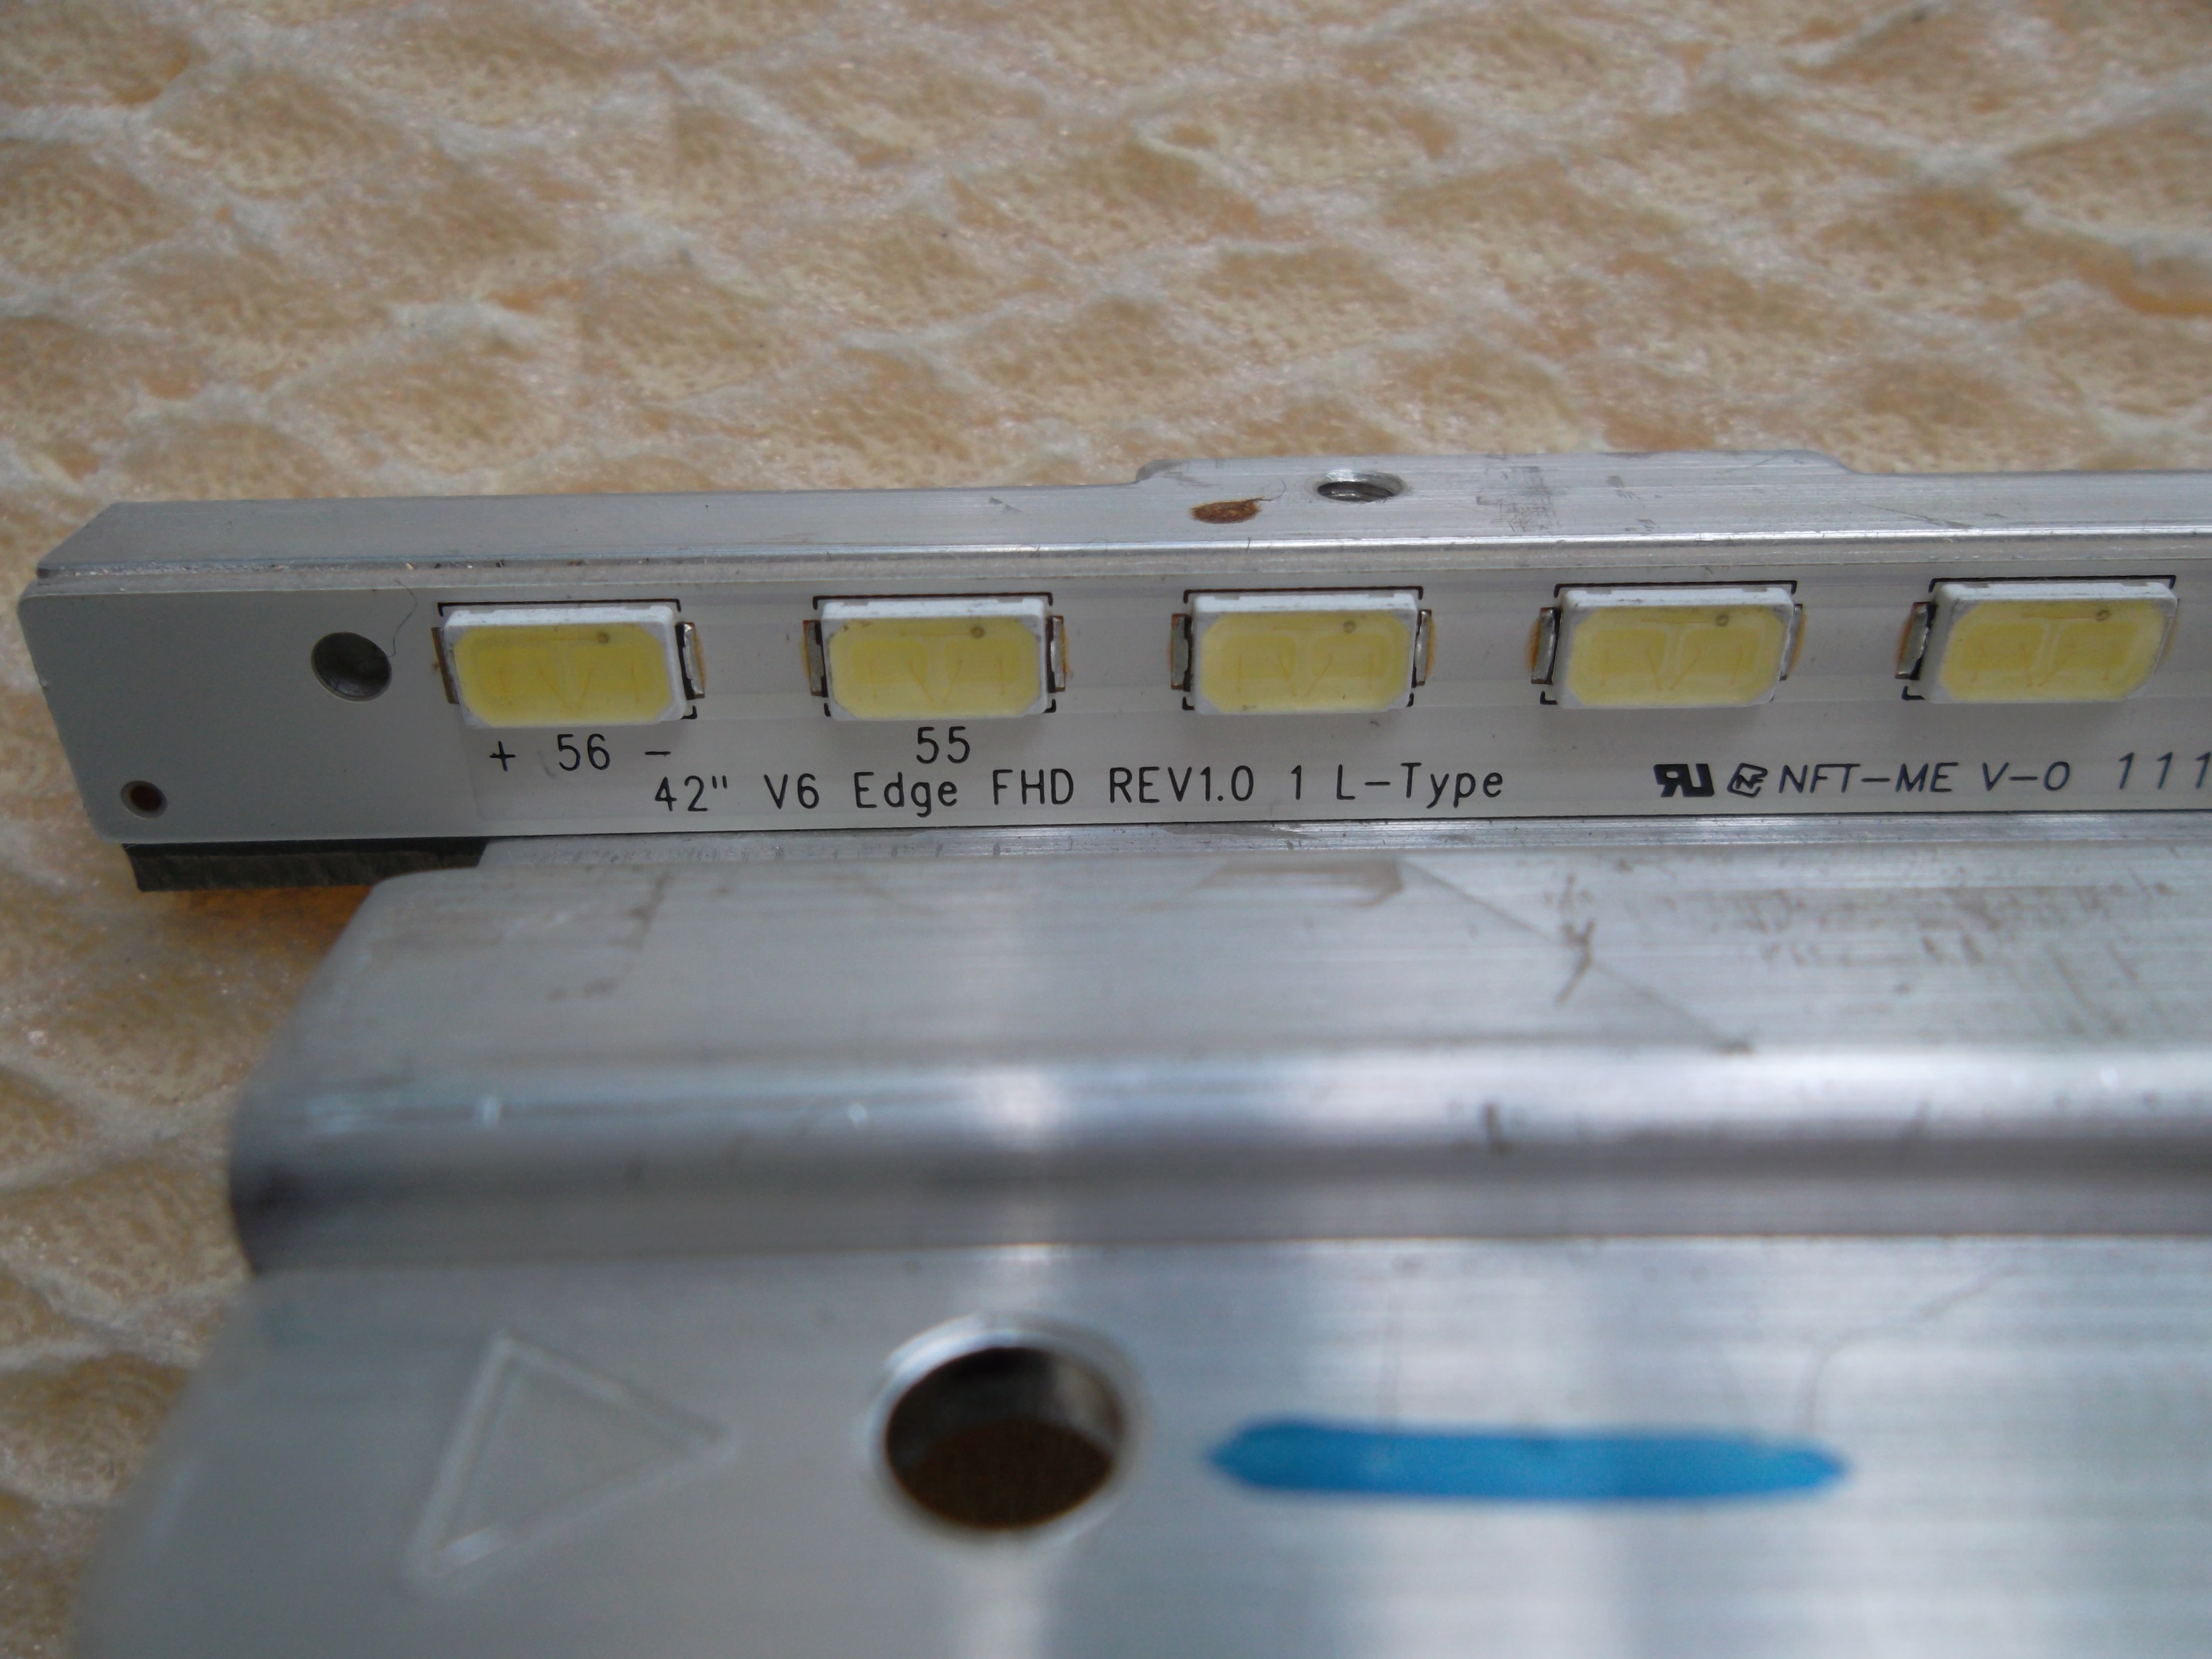 + 56 - 55
42" V6 Edge FHD REV1.0 1 L-Type
NFT-ME V-0 111